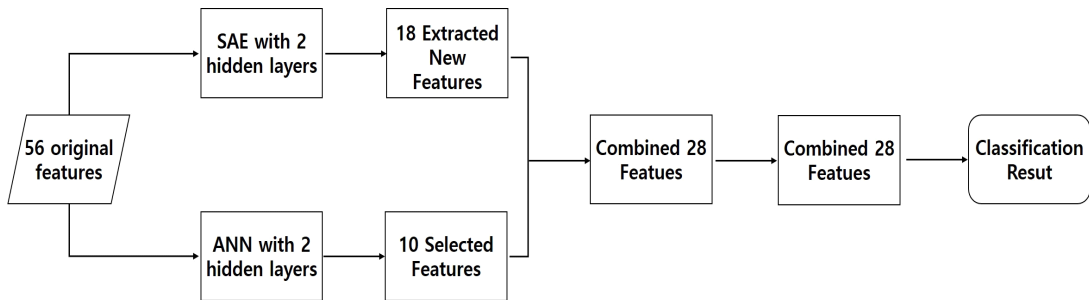 56 original
features
SAE with 2
hidden layers
18 Extracted
New
Features
ANN with 2
hidden layers
10 Selected
Features
Combined 28
Featues
Combined 28
Featues
Classification
Resut